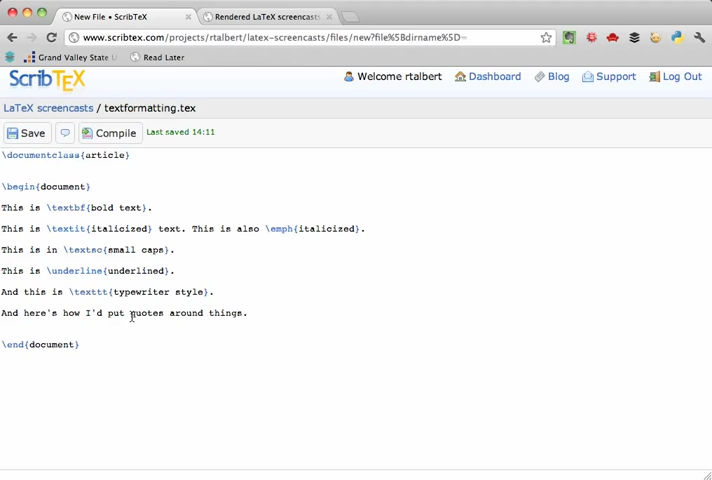 New File • ScribTeX
Rendered LaTeX screencasts
www.scribtex.com/projects/rtalbert/latex-screencasts/files/new?file%5Bdirname%5D=
Grand Valley State U
Read Later
ScribTEX
Welcome rtalbert
Dashboard
Blog
Support
Log Out
LaTeX screencasts / textformatting.tex
Save
Compile
Last saved 14:11
\documentclass{article}
\begin{document}
This is \textbf{bold text}.
This is \textit{italicized} text. This is also \emph{italicized}.
This is in \textsc{small caps}.
This is \underline{underlined}.
And this is \texttt{typewriter style}.
And here's how I'd put quotes around things.
\end{document}